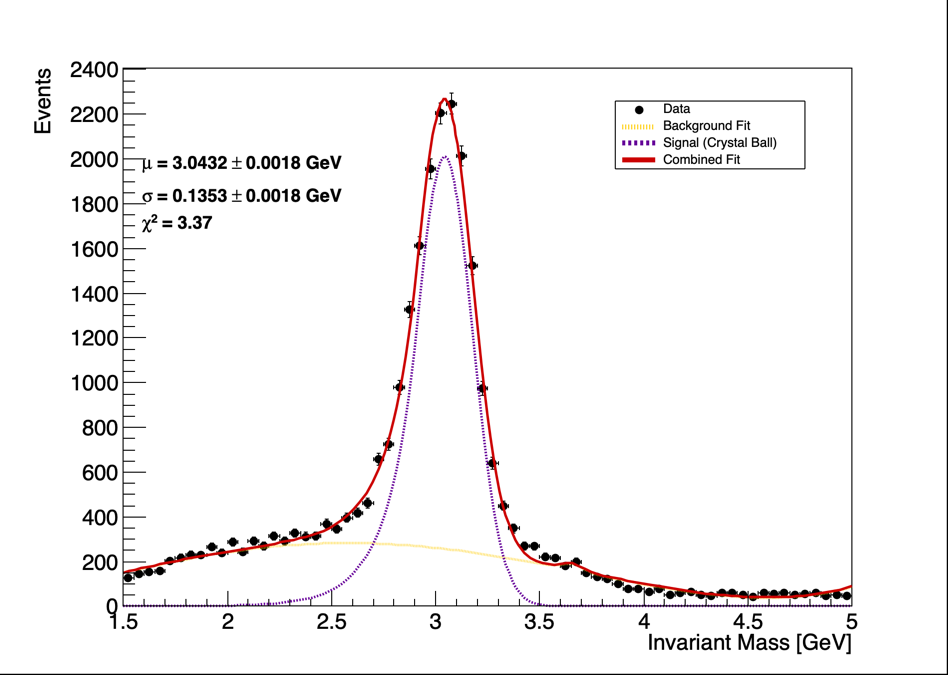 Events
2400
2200
2000
1800
1600
1400
1200
1000
800
600
400
200
0
μ = 3.0432 ± 0.0018 GeV
σ = 0.1353 ± 0.0018 GeV
χ² = 3.37
Data
Background Fit
Signal (Crystal Ball)
Combined Fit
1.5 2 2.5 3 3.5 4 4.5 5
Invariant Mass [GeV]